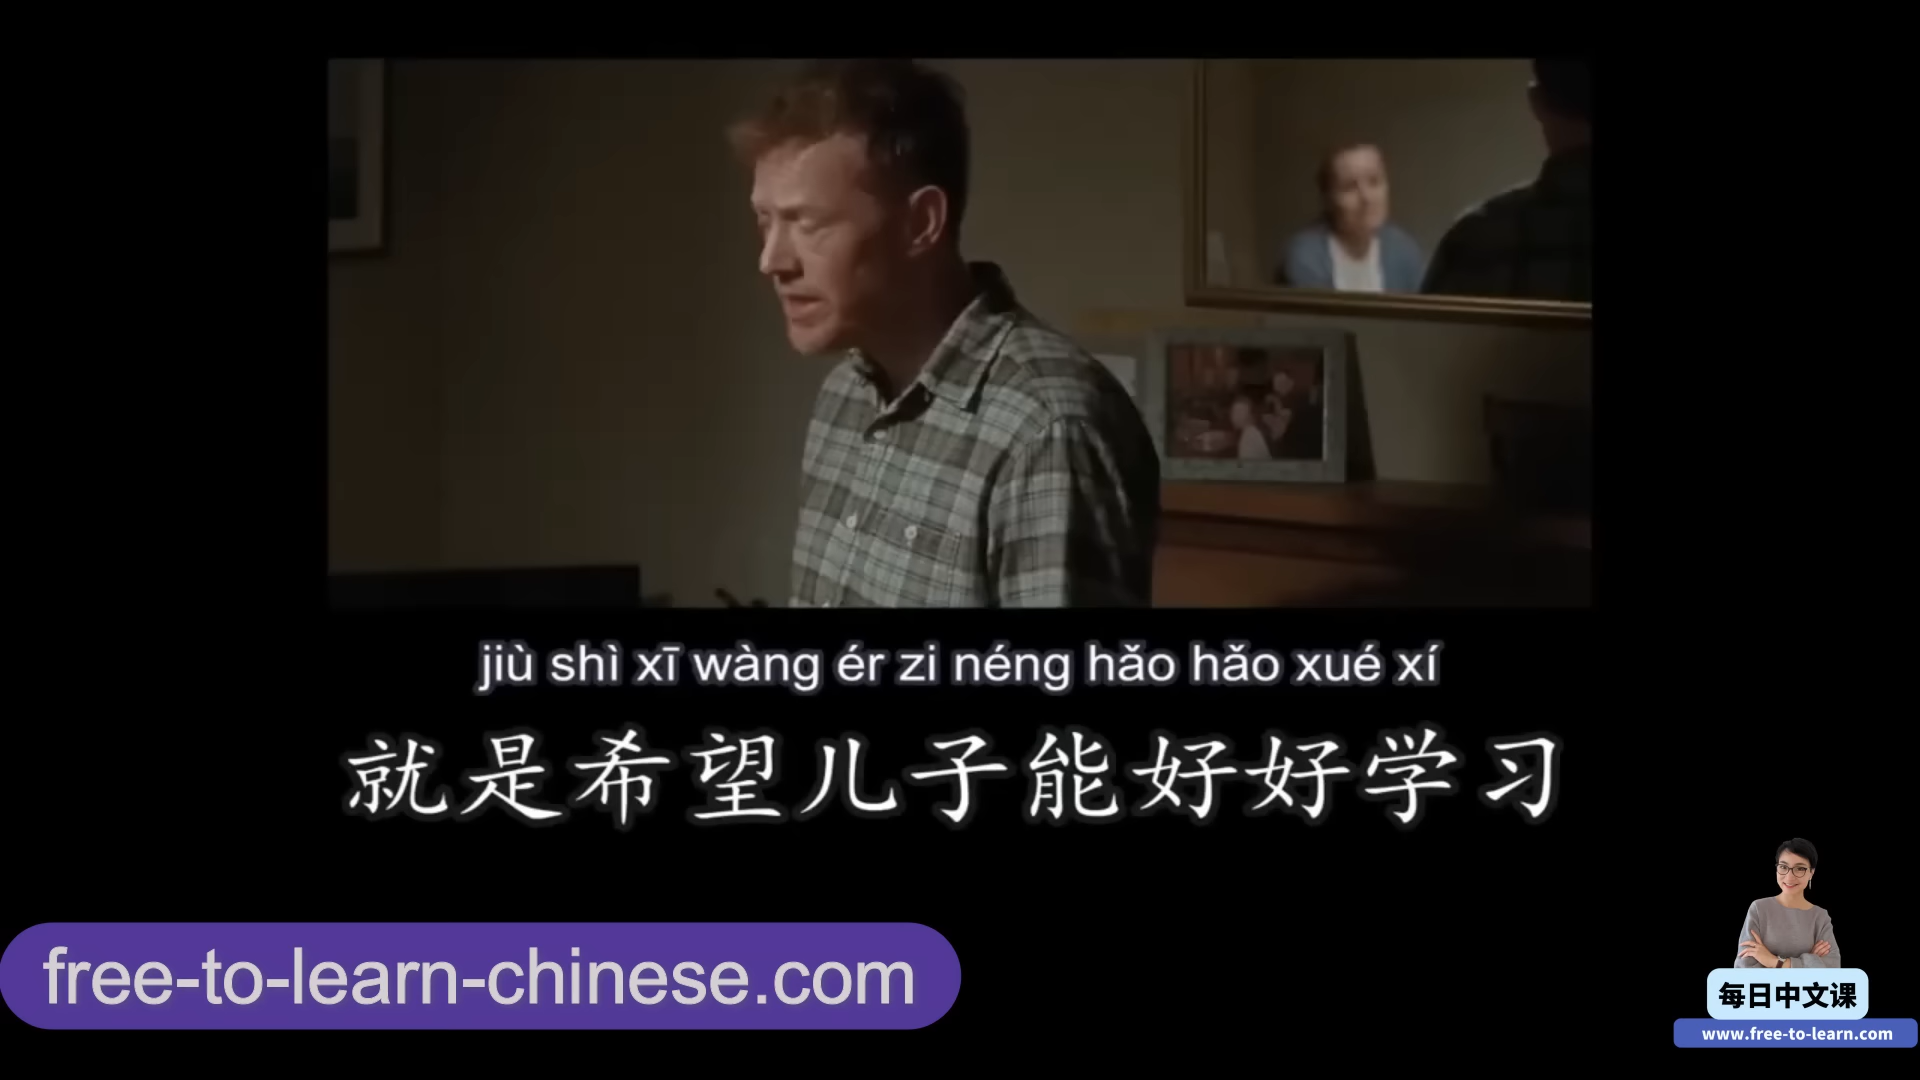 jiù shì xī wàng ér zi néng hǎo hǎo xué xí
就是希望儿子能好好学习
free-to-learn-chinese.com
每日中文课
www.free-to-learn.com